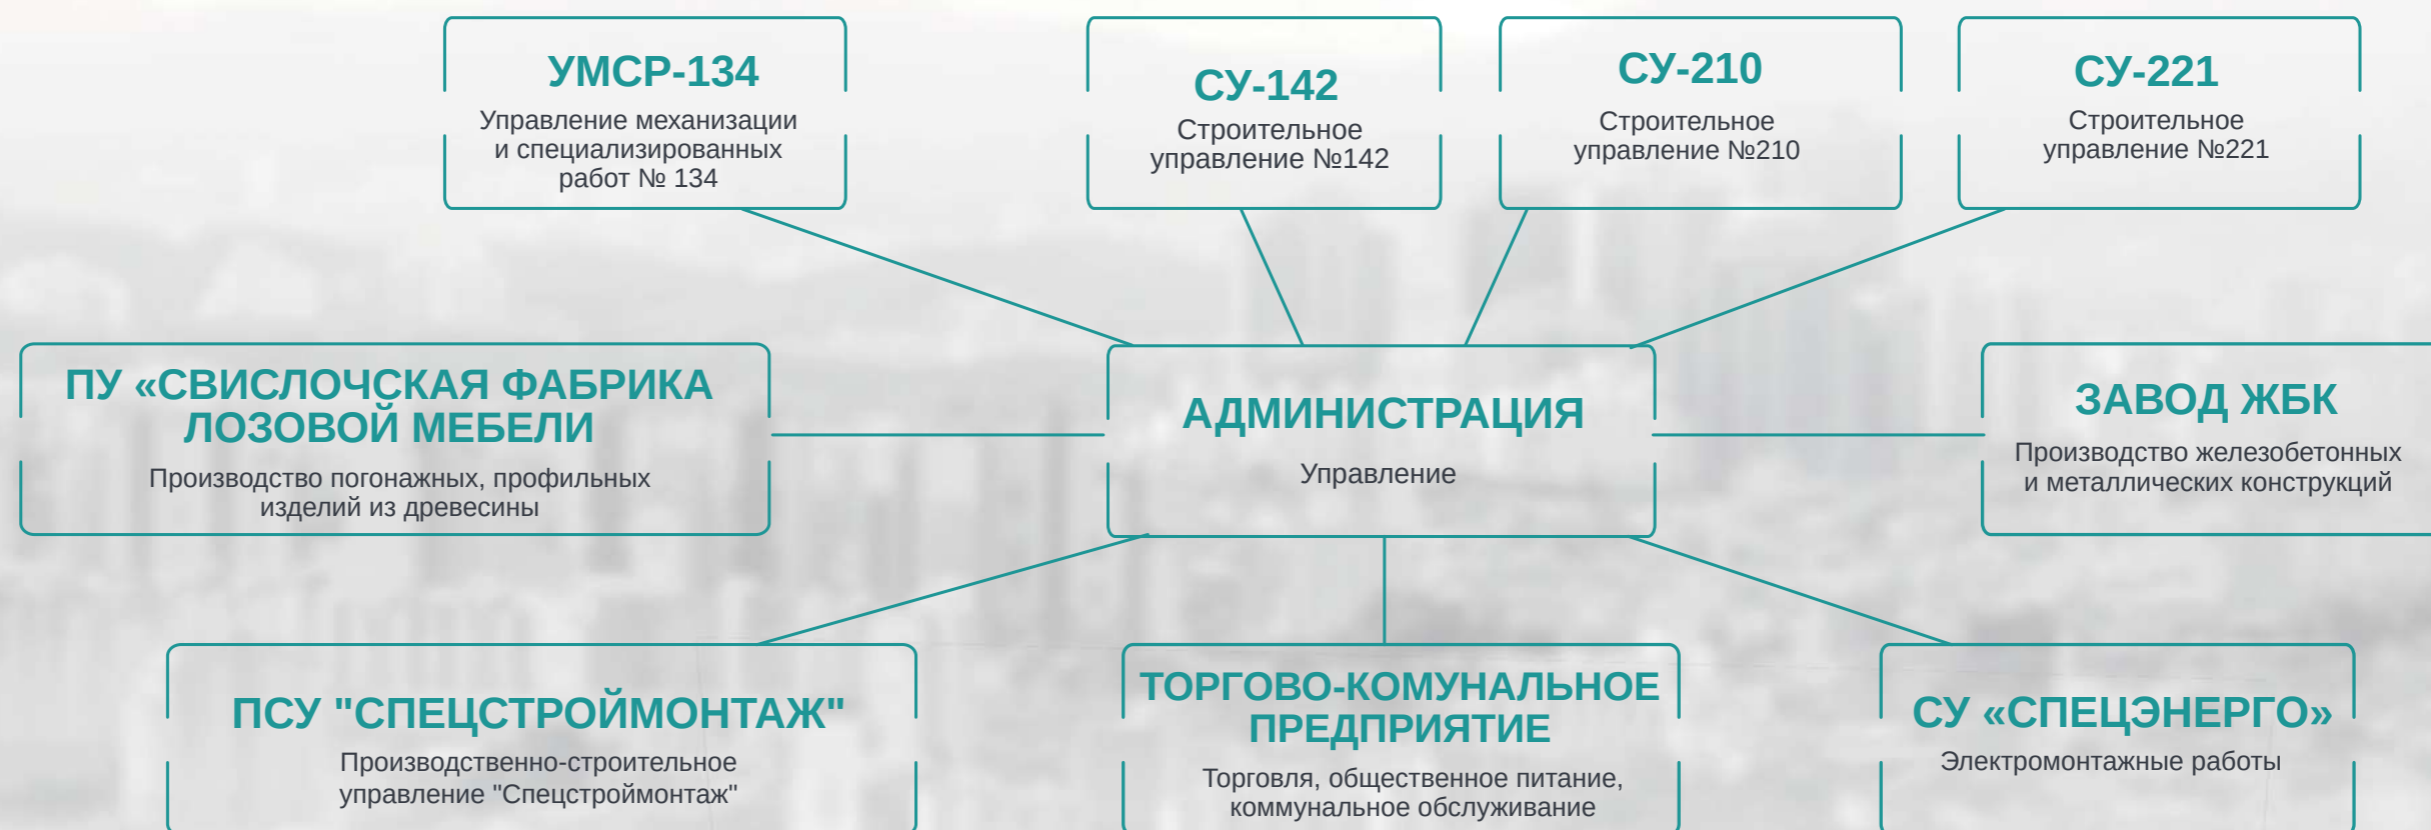 УМСР-134
Управление механизации
и специализированных
работ № 134
СУ-142
Строительное
управление №142
СУ-210
Строительное
управление №210
СУ-221
Строительное
управление №221
ПУ «СВИСЛОЧСКАЯ ФАБРИКА
ЛОЗОВОЙ МЕБЕЛИ
Производство погонажных, профильных
изделий из древесины
АДМИНИСТРАЦИЯ
Управление
ЗАВОД ЖБК
Производство железобетонных
и металлических конструкций
ПСУ "СПЕЦСТРОЙМОНТАЖ"
Производственно-строительное
управление "Спецстроймонтаж"
ТОРГОВО-КОМУНАЛЬНОЕ
ПРЕДПРИЯТИЕ
Торговля, общественное питание,
коммунальное обслуживание
СУ «СПЕЦЭНЕРГО»
Электромонтажные работы